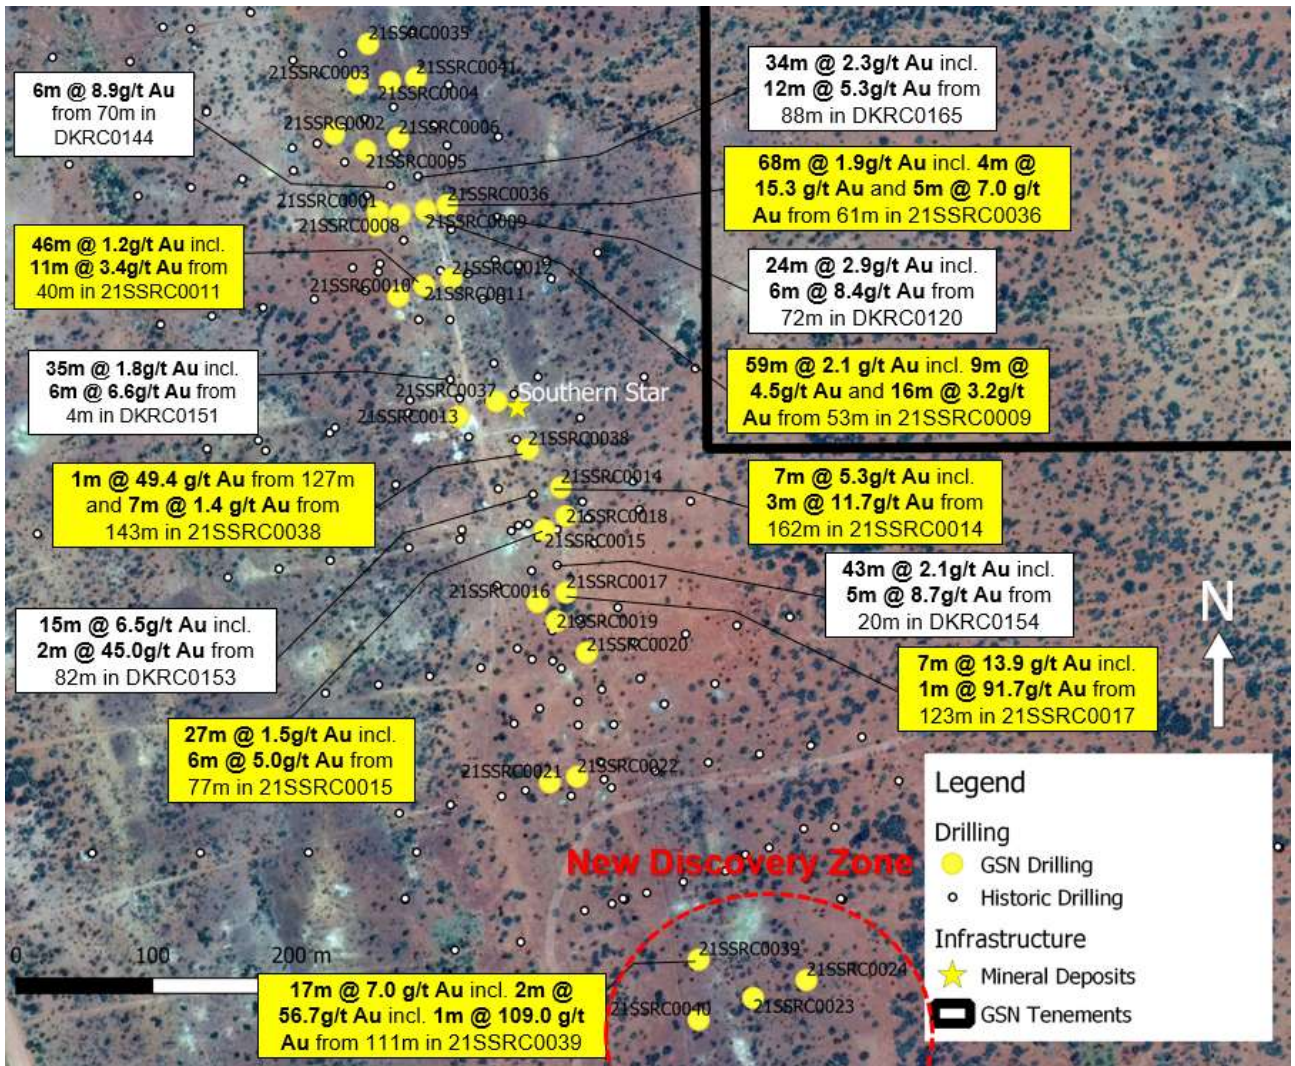 21SSRC0035
21SSRC0003
21SSRC0041
21SSRC0004
21SSRC0002
21SSRC0006
21SSRC0005
6m @ 8.9g/t Au
from 70m in
DKRC0144
34m @ 2.3g/t Au incl.
12m @ 5.3g/t Au from
88m in DKRC0165
68m @ 1.9g/t Au incl. 4m @
15.3 g/t Au and 5m @ 7.0 g/t
Au from 61m in 21SSRC0036
21SSRC0001
21SSRC0036
21SSRC0008
21SSRC0009
46m @ 1.2g/t Au incl.
11m @ 3.4g/t Au from
40m in 21SSRC0011
24m @ 2.9g/t Au incl.
6m @ 8.4g/t Au from
72m in DKRC0120
21SSRC0012
21SSRC0010
21SSRC0011
35m @ 1.8g/t Au incl.
6m @ 6.6g/t Au from
4m in DKRC0151
59m @ 2.1 g/t Au incl. 9m @
4.5g/t Au and 16m @ 3.2g/t
Au from 53m in 21SSRC0009
21SSRC0037
Southern Star
21SSRC0013
21SSRC0038
1m @ 49.4 g/t Au from 127m
and 7m @ 1.4 g/t Au from
143m in 21SSRC0038
21SSRC0014
21SSRC0018
21SSRC0015
7m @ 5.3g/t Au incl.
3m @ 11.7g/t Au from
162m in 21SSRC0014
43m @ 2.1g/t Au incl.
5m @ 8.7g/t Au from
20m in DKRC0154
21SSRC0017
21SSRC0016
21SSRC0019
21SSRC0020
N
15m @ 6.5g/t Au incl.
2m @ 45.0g/t Au from
82m in DKRC0153
7m @ 13.9 g/t Au incl.
1m @ 91.7g/t Au from
123m in 21SSRC0017
27m @ 1.5g/t Au incl.
6m @ 5.0g/t Au from
77m in 21SSRC0015
21SSRC0021
21SSRC0022
New Discovery Zone
21SSRC0039
21SSRC0024
21SSRC0023
21SSRC0040
0 100 200 m
17m @ 7.0 g/t Au incl. 2m @
56.7g/t Au incl. 1m @ 109.0 g/t
Au from 111m in 21SSRC0039
Legend
Drilling
GSN Drilling
Historic Drilling
Infrastructure
Mineral Deposits
GSN Tenements